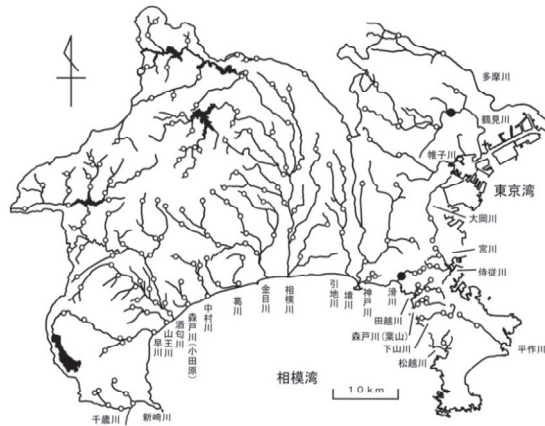 多摩川
鶴見川
帷子川
東京湾
大岡川
宮川
侍従川
平作川
滑川
田越川
森戸川(葉山)
下山川
松越川
神戸川
境川
引地川
相模川
金目川
葛川
中村川
森戸川(小田原)
酒匂川
山王川
早川
新崎川
千歳川
相模湾
10km